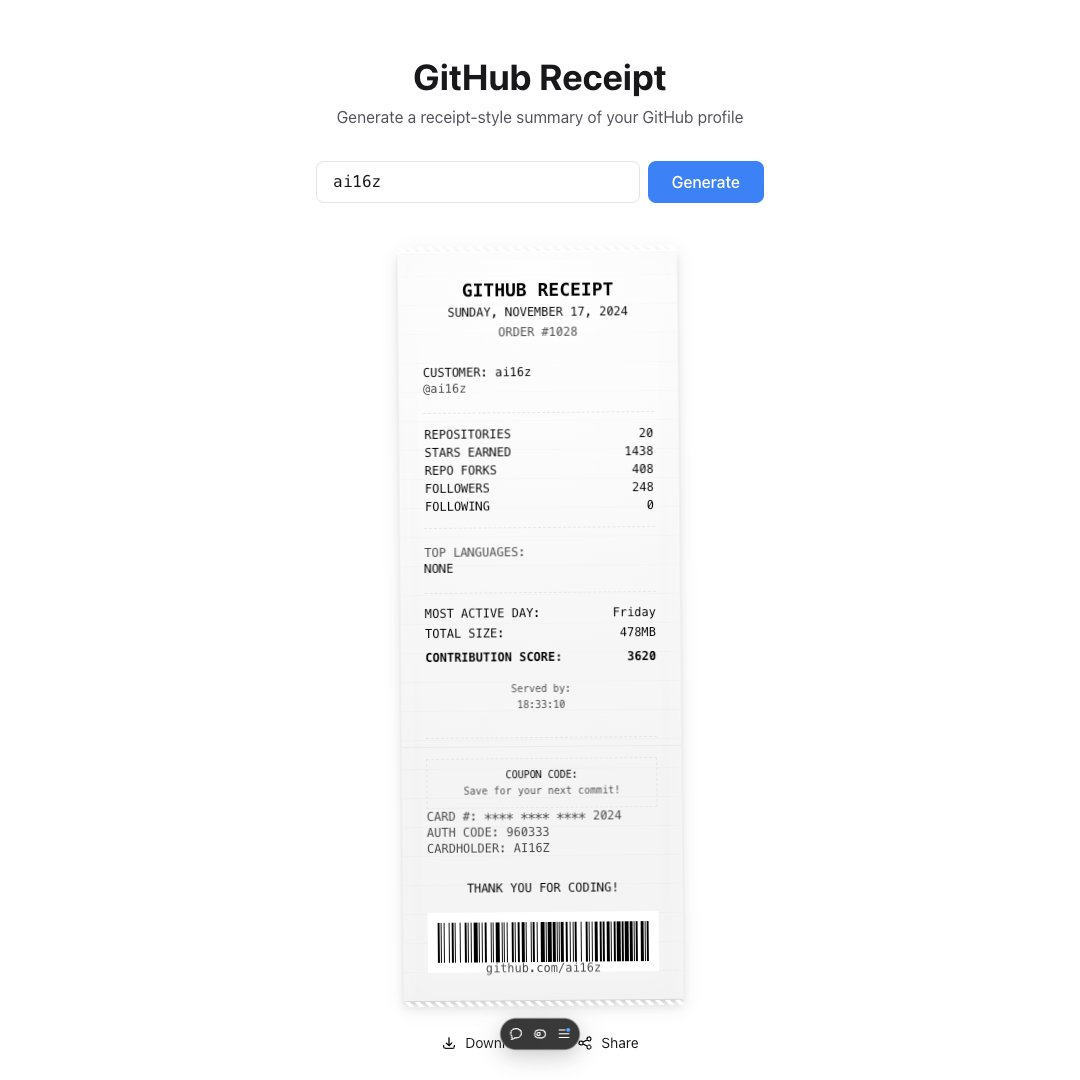 GitHub Receipt
Generate a receipt-style summary of your GitHub profile
ai16z
Generate
GITHUB RECEIPT
SUNDAY, NOVEMBER 17, 2024
ORDER #1028
CUSTOMER: ai16z
@ai16z
REPOSITORIES 20
STARS EARNED 1438
REPO FORKS 408
FOLLOWERS 248
FOLLOWING 0
TOP LANGUAGES:
NONE
MOST ACTIVE DAY: Friday
TOTAL SIZE: 478MB
CONTRIBUTION SCORE: 3620
Served by:
18:33:10
COUPON CODE:
Save for your next commit!
CARD #: **** **** **** 2024
AUTH CODE: 960333
CARDHOLDER: AI16Z
THANK YOU FOR CODING!
github.com/ai16z
Share